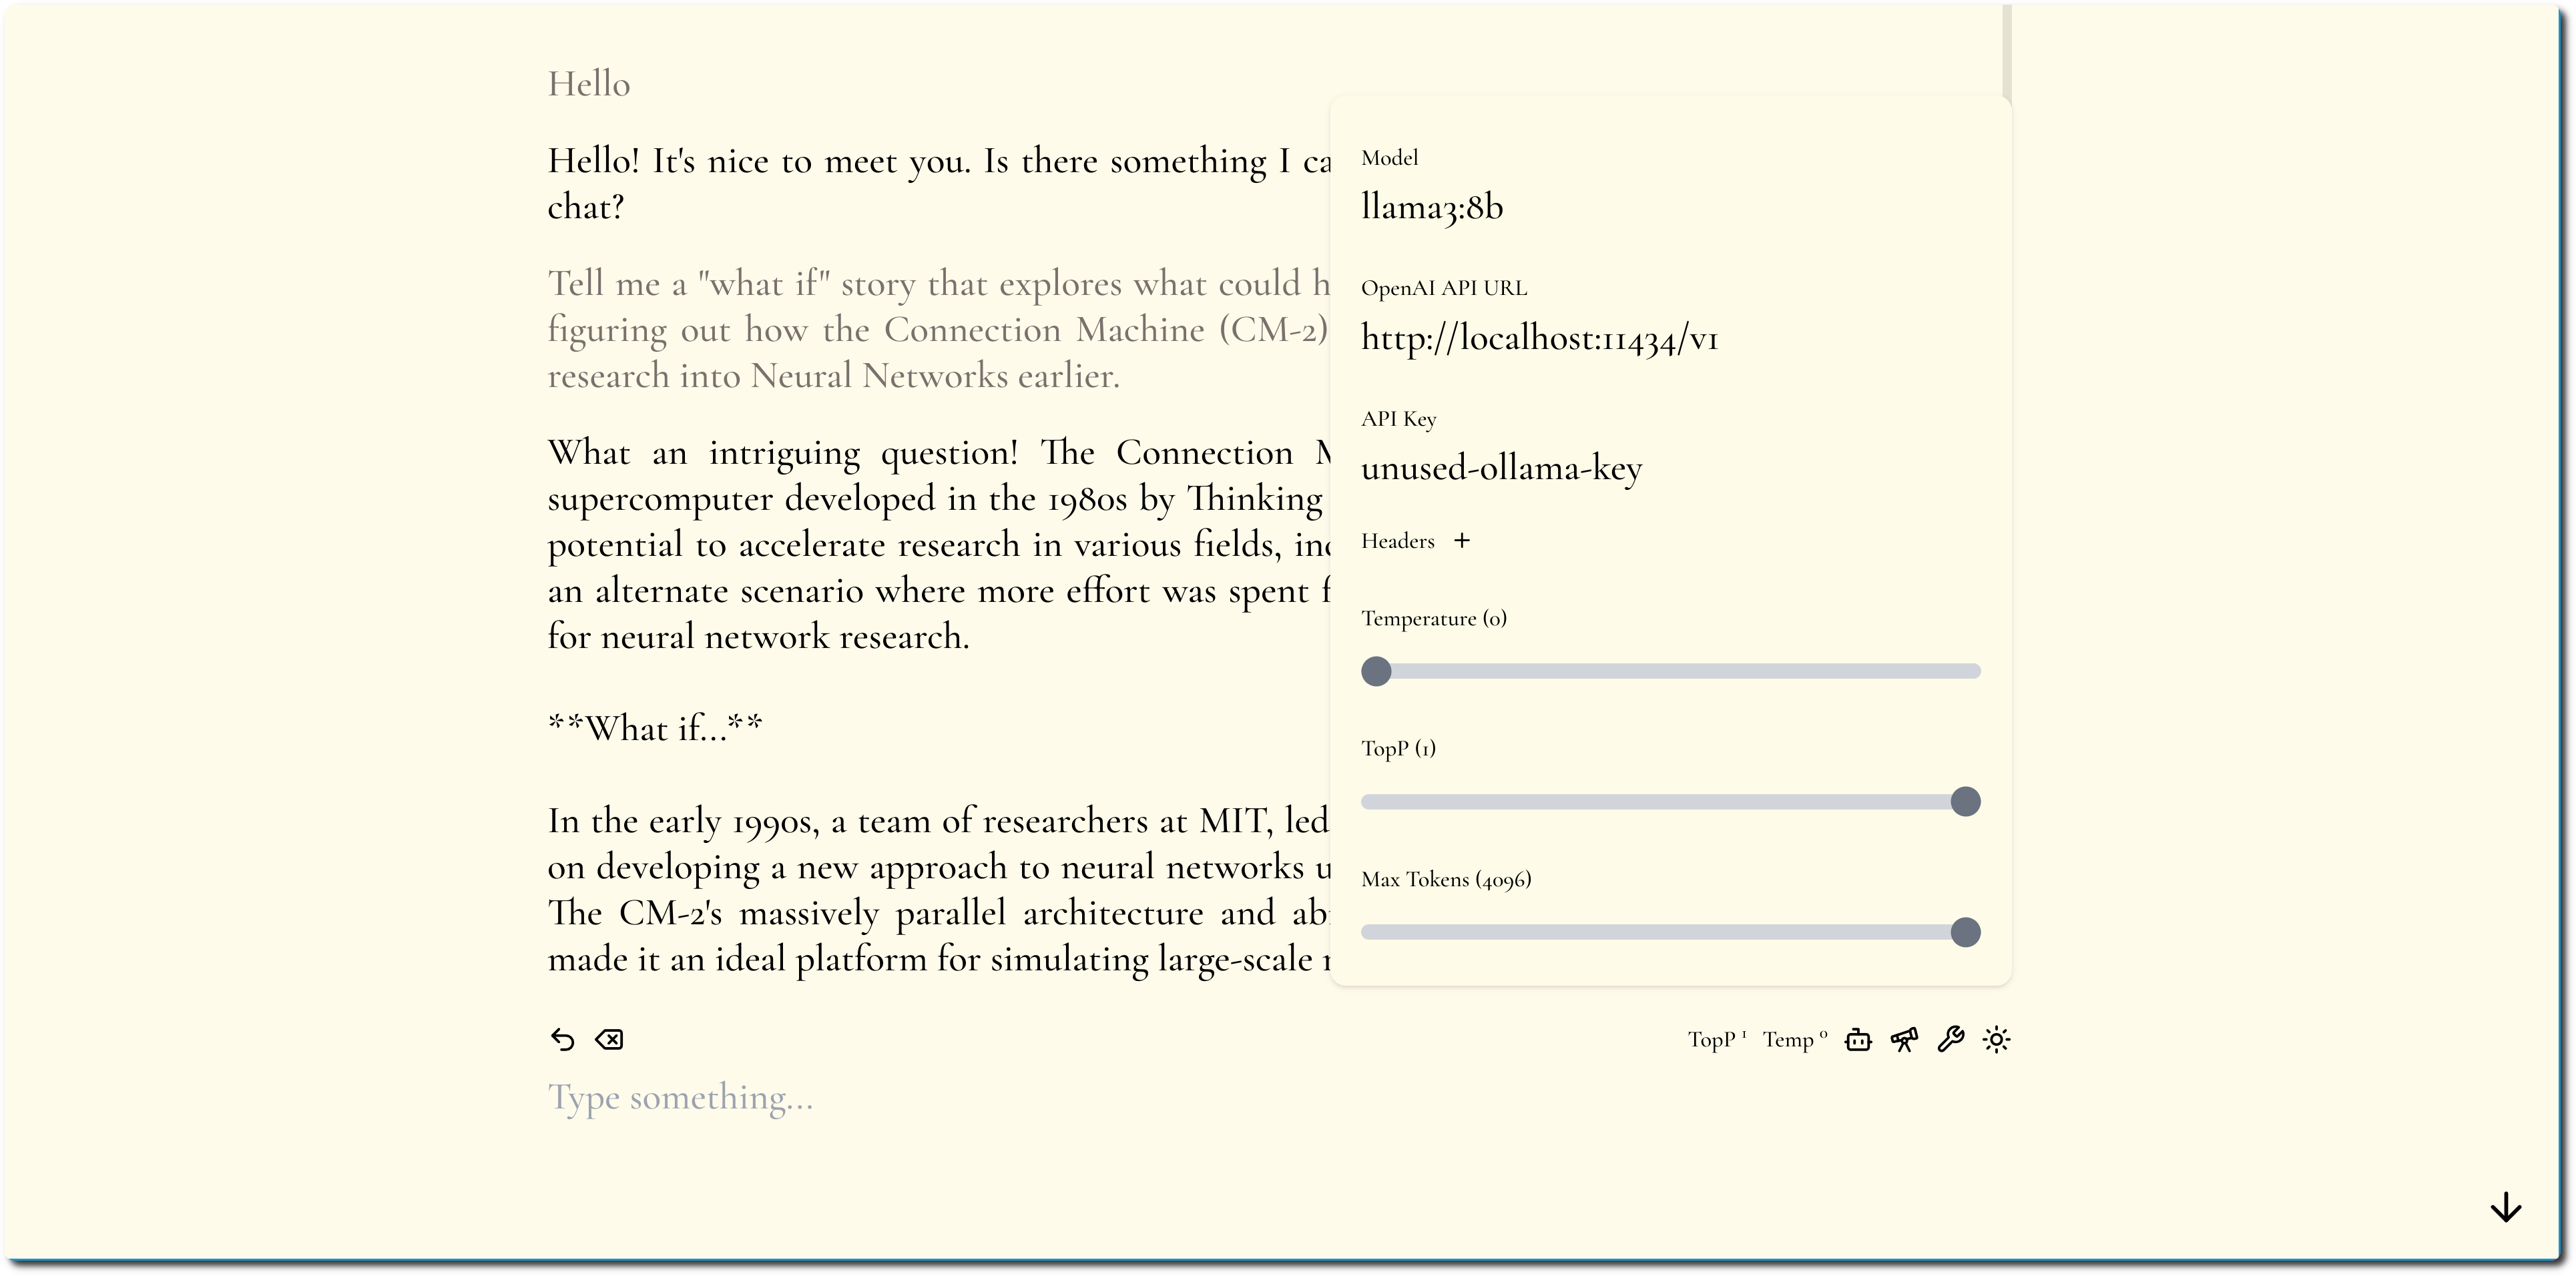 Hello
Hello! It's nice to meet you. Is there something I
chat?
Tell me a "what if" story that explores what could
figuring out how the Connection Machine (CM-2)
research into Neural Networks earlier.
What an intriguing question! The Connection
supercomputer developed in the 1980s by Thinking
potential to accelerate research in various fields,
an alternate scenario where more effort was spent
for neural network research.
**What if...**
In the early 1990s, a team of researchers at MIT, led
on developing a new approach to neural networks
The CM-2's massively parallel architecture and
made it an ideal platform for simulating large-scale
Model
llama3:8b
OpenAI API URL
http://localhost:11434/v1
API Key
unused-ollama-key
Headers +
Temperature (0)
TopP (1)
Max Tokens (4096)
TopP 1 Temp 0
Type something...